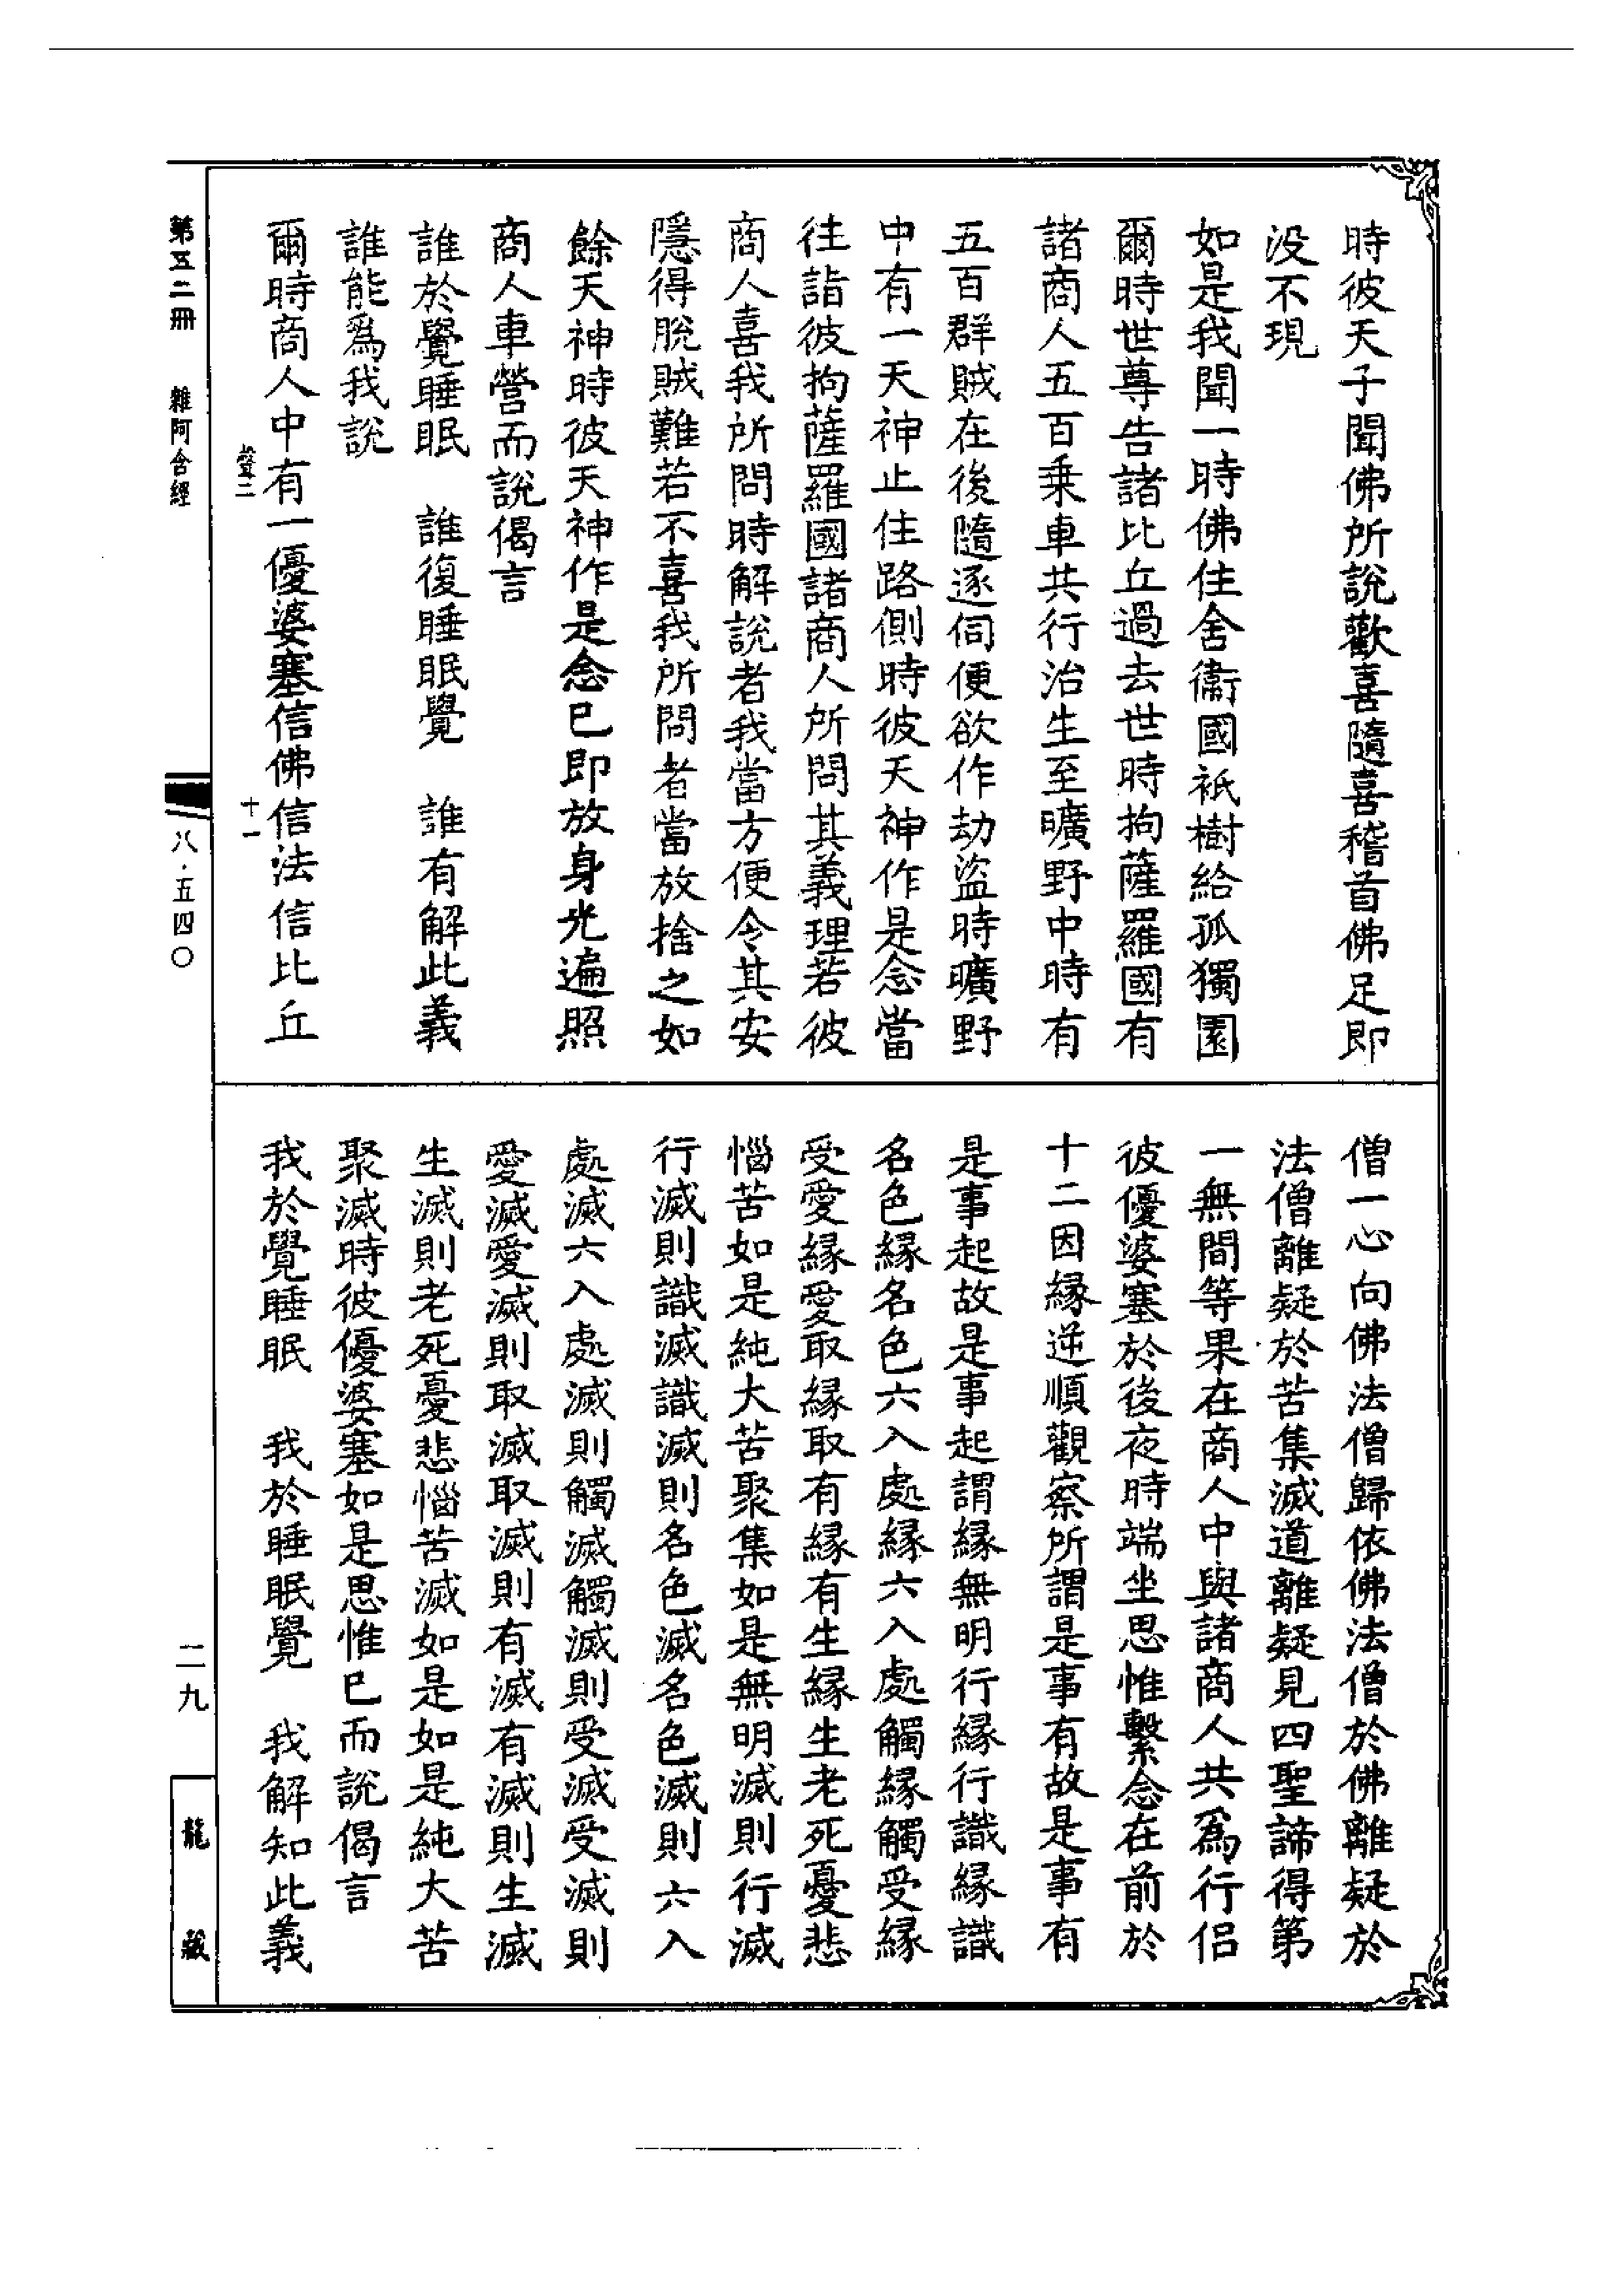 時彼天子聞佛所說歡喜隨喜稽首佛足即
没不現
如是我聞一時佛住舍衞國祇樹給孤獨園
爾時世尊告諸比丘過去世時拘薩羅國有
諸商人五百乗車共行治生至曠野中時有
五百群賊在後隨逐伺便欲作劫盜時曠野
中有一天神止住路側時彼天神作是念當
往詣彼拘薩羅國諸商人所問其義理若彼
商人喜我所問時解說者我當方便令其安
隱得脫賊難若不喜我所問者當放捨之如
餘天神時彼天神作是念已即放身光遍照
商人車營而說偈言
誰於覺睡眠　誰復睡眠覺　誰有解此義
誰能爲我說
爾時商人中有一優婆塞信佛信法信比丘
僧一心向佛法僧歸依佛法僧於佛離疑於
法僧離疑於苦集滅道離疑見四聖諦得第
一無間等果在商人中與諸商人共爲行侶
彼優婆塞於後夜時端坐思惟繫念在前於
十二因縁逆順觀察所謂是事有故是事有
是事起故是事起謂縁無明行縁行識縁識
名色縁名色六入處縁六入處觸縁觸受縁
受愛縁愛取縁取有縁有生縁生老死憂悲
惱苦如是純大苦聚集如是無明滅則行滅
行滅則識滅識滅則名色滅名色滅則六入
處滅六入處滅則觸滅觸滅則受滅受滅則
愛滅愛滅則取滅取滅則有滅有滅則生滅
生滅則老死憂悲惱苦滅如是如是純大苦
聚滅時彼優婆塞如是思惟已而說偈言
我於覺睡眠　我於睡眠覺　我解知此義
聲二　十一
第五二冊　雜阿含經　八·五四〇　二九　龍藏